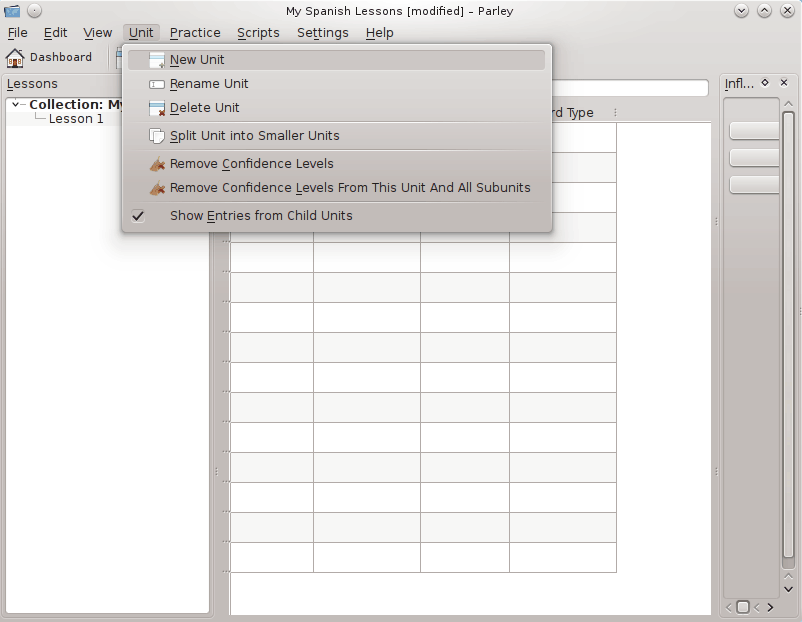 My Spanish Lessons [modified] – Parley
File Edit View Unit Practice Scripts Settings Help
Dashboard
New Unit
Rename Unit
Delete Unit
Split Unit into Smaller Units
Remove Confidence Levels
Remove Confidence Levels From This Unit And All Subunits
Show Entries from Child Units
Lessons
Collection: My
Lesson 1
rd Type
Infl...